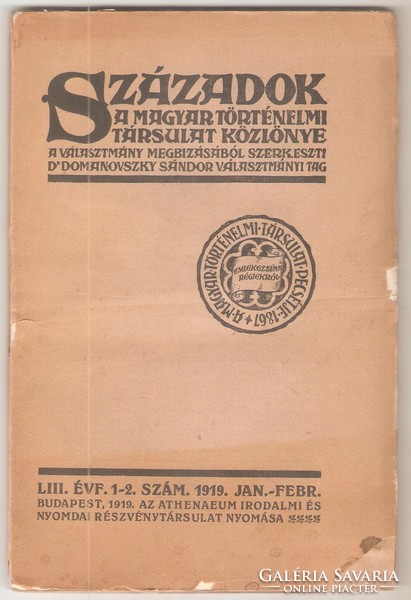 SZÁZADOK
A MAGYAR TÖRTÉNELMI
TÁRSULAT KÖZLÖNYE
A VÁLASZTMÁNY MEGBIZÁSÁBÓL SZERKESZTI
DR DOMANOVSZKY SÁNDOR VÁLASZTMÁNYI TAG
A·MAGYAR·TÖRTÉNELMI·TÁRSULAT·PECSÉTJE·1867
EMLÉKEZZÜNK
RÉGIEKRŐL
LIII. ÉVF. 1-2. SZÁM. 1919. JAN.-FEBR.
BUDAPEST, 1919. AZ ATHENAEUM IRODALMI ÉS
NYOMDAI RÉSZVÉNYTÁRSULAT NYOMÁSA
GALÉRIA SAVARIA
ONLINE PIACTÉR